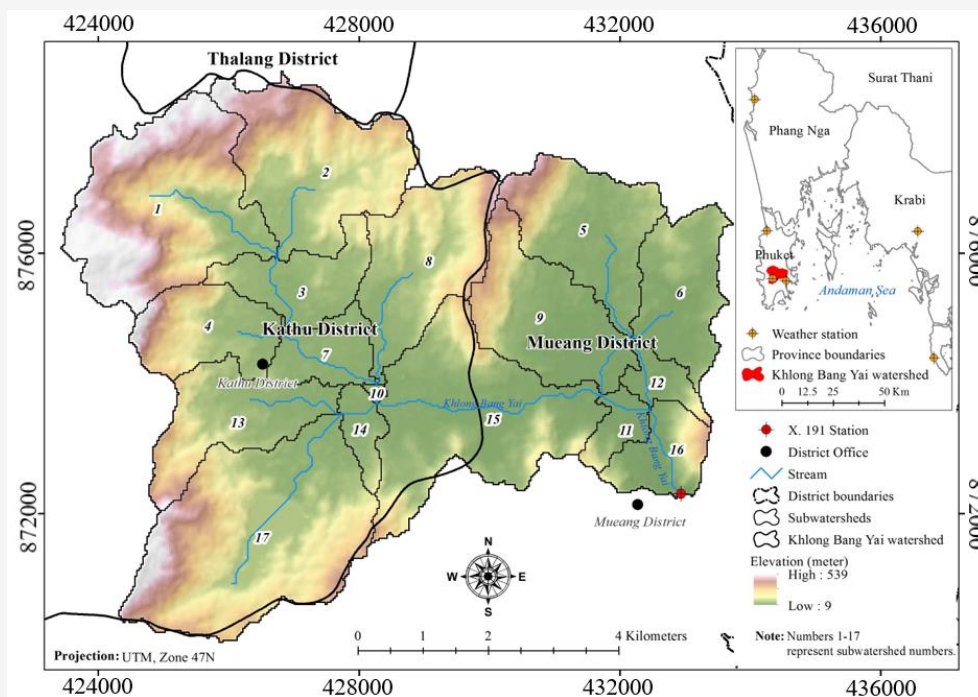 424000
428000
432000
436000
Thalang District
Surat Thani
Phang Nga
2
1
5
Krabi
876000
876000
8
6
Phuket
3
Andaman Sea
4
9
Kathu District
Mueang District
7
Kathu District
12
10
Khlong Bang Yai
13
15
14
11
Khlong Bang Yai
16
17
Mueang District
872000
872000
Weather station
Province boundaries
Khlong Bang Yai watershed
0 12.5 25 50 Km
X. 191 Station
District Office
Stream
District boundaries
Subwatersheds
Khlong Bang Yai watershed
Elevation (meter)
High : 539
Low : 9
Note: Numbers 1-17
represent subwatershed numbers.
N
W E
S
0 1 2 4 Kilometers
Projection: UTM, Zone 47N
424000
428000
432000
436000